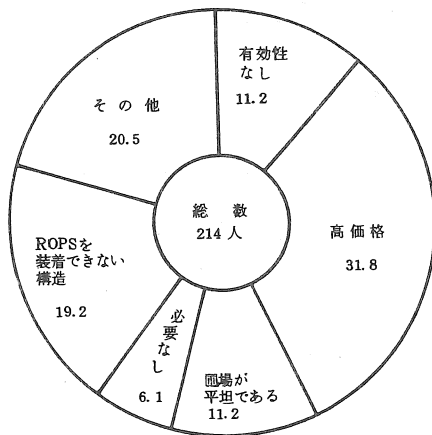 有効性
なし
11.2
高価格
31.8
圃場が
平坦である
11.2
必要なし
6.1
ROPSを
装着できない
構造
19.2
その他
20.5
総数
214人